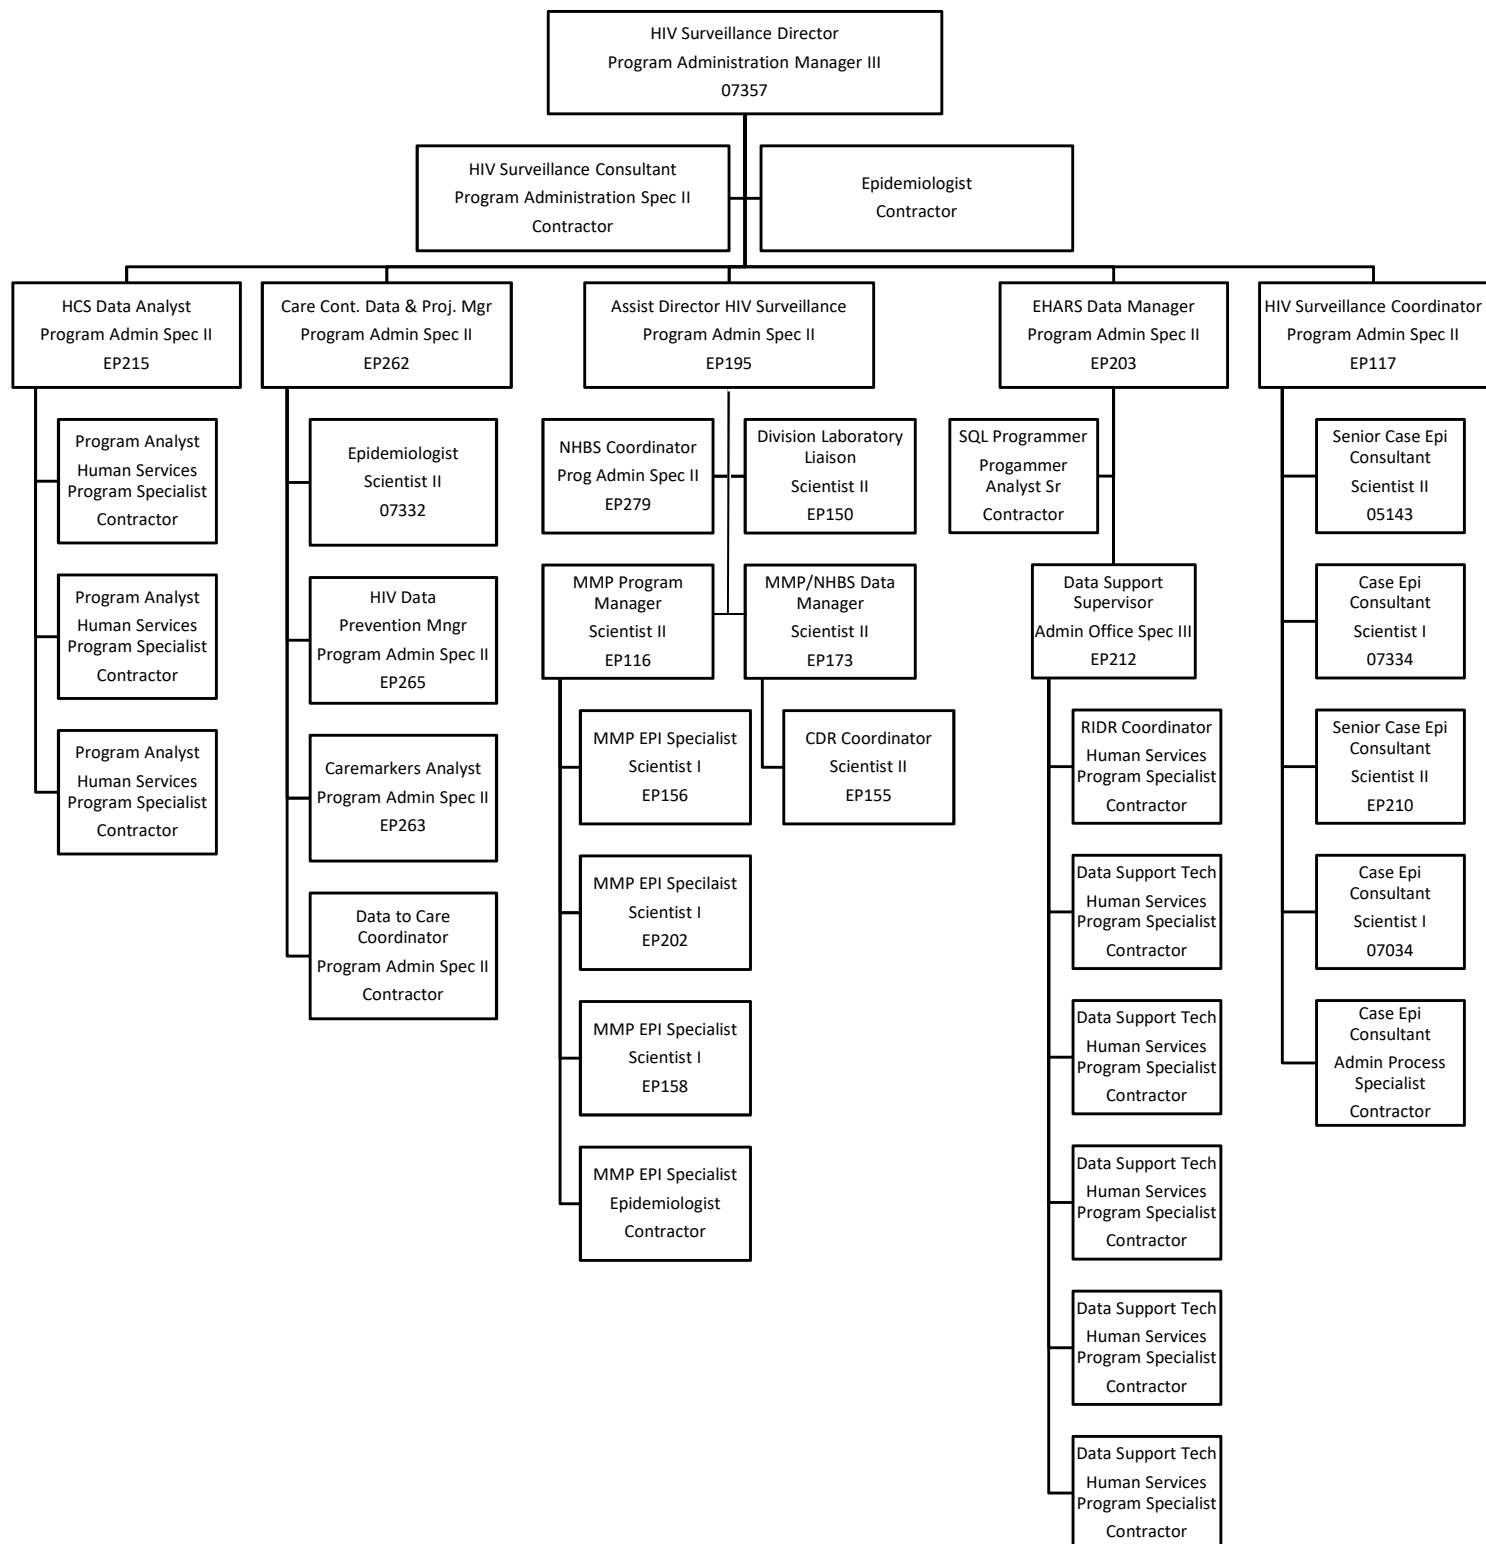 HIV Surveillance Director
Program Administration Manager III
07357
HIV Surveillance Consultant
Program Administration Spec II
Contractor
Epidemiologist
Contractor
HCS Data Analyst
Program Admin Spec II
EP215
Care Cont. Data & Proj. Mgr
Program Admin Spec II
EP262
Assist Director HIV Surveillance
Program Admin Spec II
EP195
EHARS Data Manager
Program Admin Spec II
EP203
HIV Surveillance Coordinator
Program Admin Spec II
EP117
Program Analyst
Human Services
Program Specialist
Contractor
Program Analyst
Human Services
Program Specialist
Contractor
Program Analyst
Human Services
Program Specialist
Contractor
Epidemiologist
Scientist II
07332
HIV Data
Prevention Mngr
Program Admin Spec II
EP265
Caremarkers Analyst
Program Admin Spec II
EP263
Data to Care
Coordinator
Program Admin Spec II
Contractor
NHBS Coordinator
Prog Admin Spec II
EP279
Division Laboratory
Liaison
Scientist II
EP150
MMP Program
Manager
Scientist II
EP116
MMP/NHBS Data
Manager
Scientist II
EP173
MMP EPI Specialist
Scientist I
EP156
MMP EPI Specilaist
Scientist I
EP202
MMP EPI Specialist
Scientist I
EP158
MMP EPI Specialist
Epidemiologist
Contractor
CDR Coordinator
Scientist II
EP155
SQL Programmer
Progammer
Analyst Sr
Contractor
Data Support
Supervisor
Admin Office Spec III
EP212
RIDR Coordinator
Human Services
Program Specialist
Contractor
Data Support Tech
Human Services
Program Specialist
Contractor
Data Support Tech
Human Services
Program Specialist
Contractor
Data Support Tech
Human Services
Program Specialist
Contractor
Data Support Tech
Human Services
Program Specialist
Contractor
Data Support Tech
Human Services
Program Specialist
Contractor
Senior Case Epi
Consultant
Scientist II
05143
Case Epi
Consultant
Scientist I
07334
Senior Case Epi
Consultant
Scientist II
EP210
Case Epi
Consultant
Scientist I
07034
Case Epi
Consultant
Admin Process
Specialist
Contractor